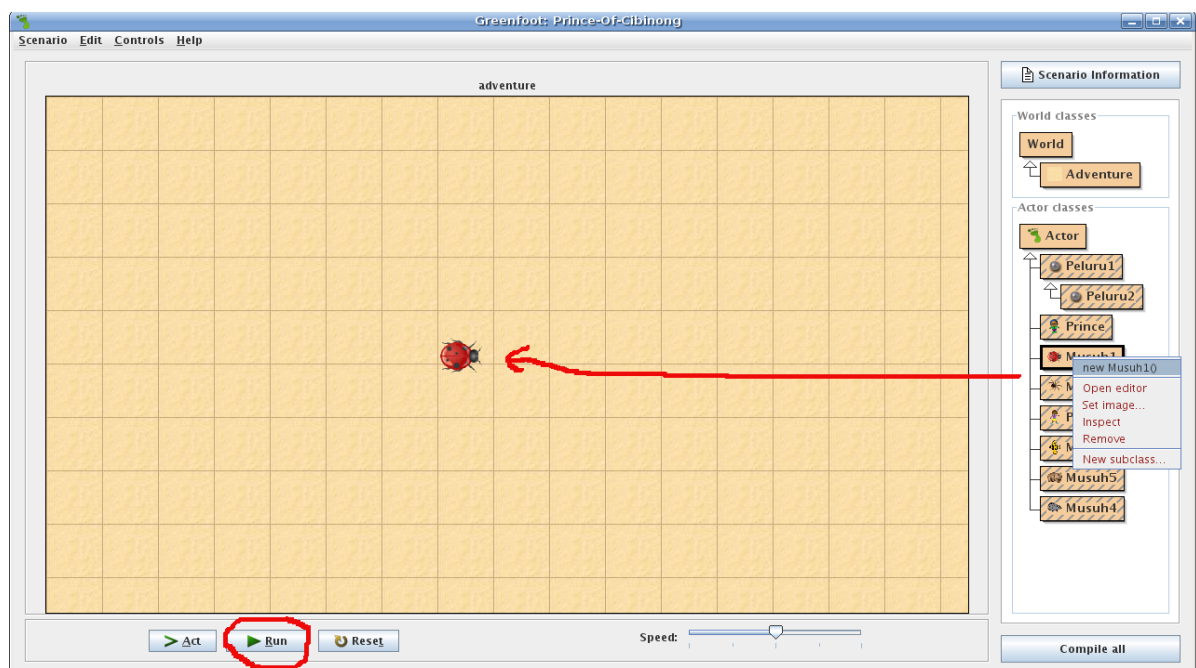 Greenfoot: Prince-Of-Cibinong
Scenario Edit Controls Help
adventure
Scenario Information
World classes
World
Adventure
Actor classes
Actor
Peluru1
Peluru2
Prince
Musuh1
new Musuh1()
Open editor
Set image...
Inspect
Remove
New subclass...
M
P
M
Musuh5
Musuh4
Act
Run
Reset
Speed:
Compile all